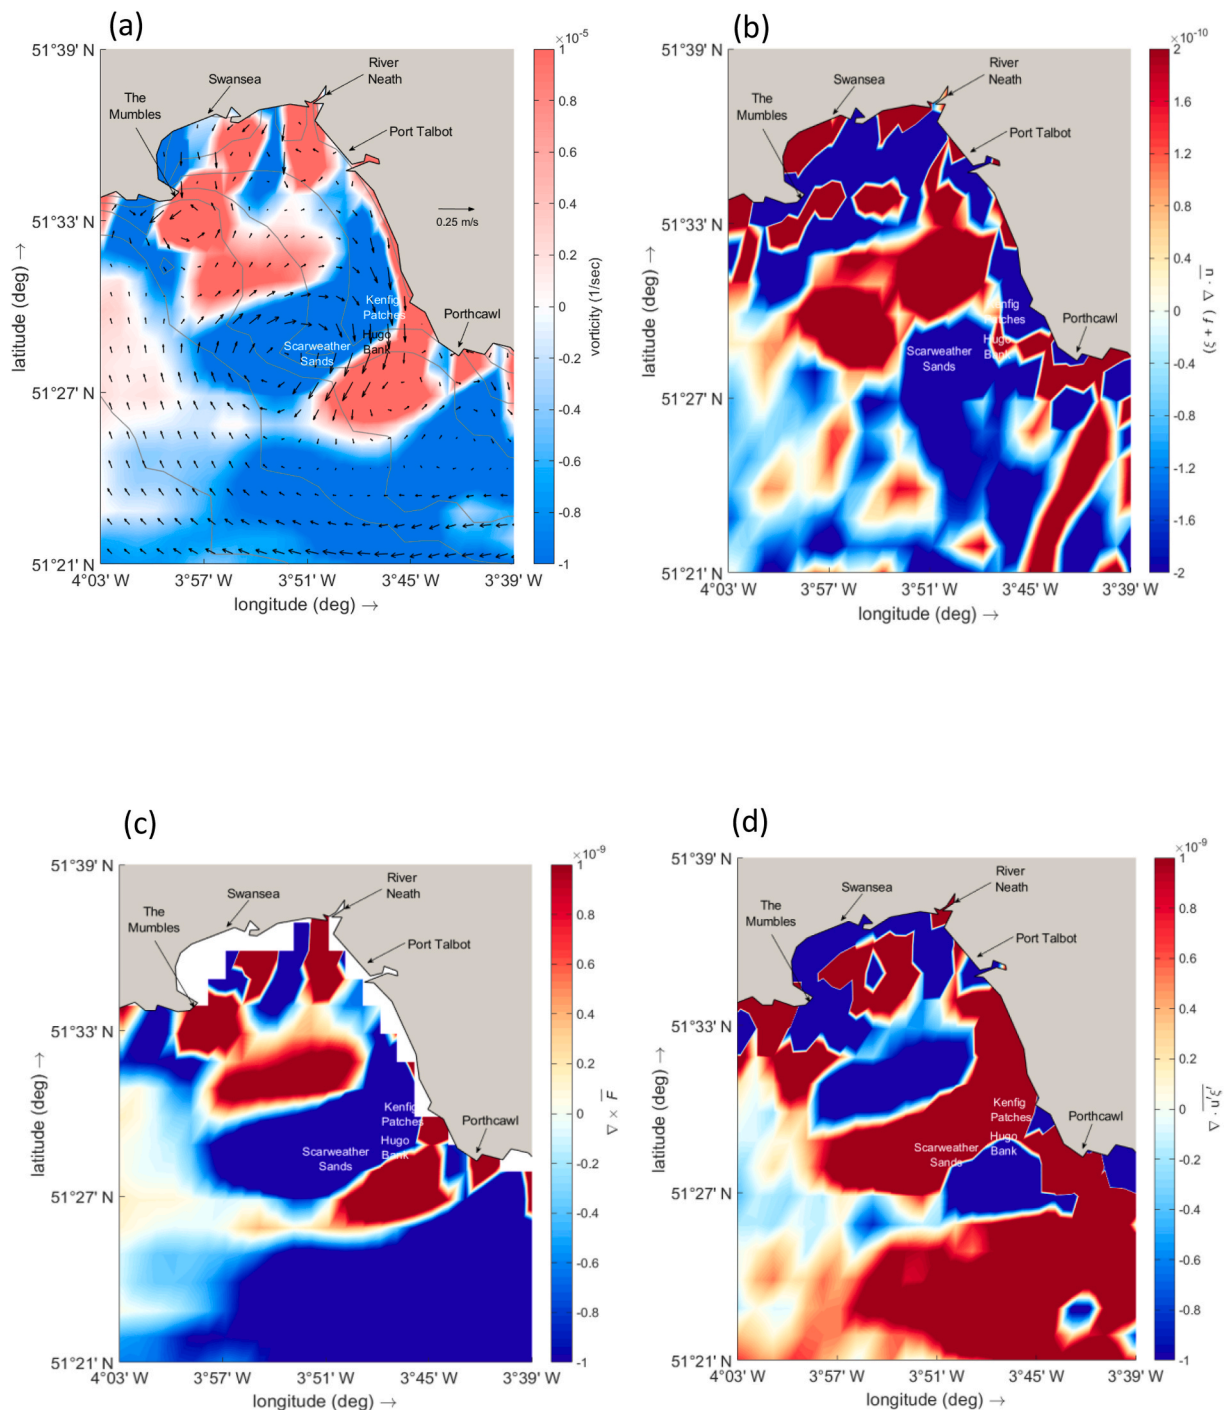 (a)
×10⁻⁵
51°39' N
51°33' N
51°27' N
51°21' N
4°03' W
3°57' W
3°51' W
3°45' W
3°39' W
longitude (deg) →
latitude (deg) →
The
Mumbles
Swansea
River
Neath
Port Talbot
0.25 m/s
Kenfig
Patches
Hugo
Bank
Scarweather
Sands
Porthcawl
1
0.8
0.6
0.4
0.2
0
-0.2
-0.4
-0.6
-0.8
-1
vorticity (1/sec)
(b)
×10⁻¹⁰
51°39' N
51°33' N
51°27' N
51°21' N
4°03' W
3°57' W
3°51' W
3°45' W
3°39' W
longitude (deg) →
latitude (deg) →
The
Mumbles
Swansea
River
Neath
Port Talbot
Kenfig
Patches
Hugo
Bank
Scarweather
Sands
Porthcawl
2
1.6
1.2
0.8
0.4
0
-0.4
-0.8
-1.2
-1.6
-2
u · ∇ (f + ξ)
(c)
×10⁻⁹
51°39' N
51°33' N
51°27' N
51°21' N
4°03' W
3°57' W
3°51' W
3°45' W
3°39' W
longitude (deg) →
latitude (deg) →
The
Mumbles
Swansea
River
Neath
Port Talbot
Kenfig
Patches
Hugo
Bank
Scarweather
Sands
Porthcawl
1
0.8
0.6
0.4
0.2
0
-0.2
-0.4
-0.6
-0.8
-1
∇ × F
(d)
×10⁻⁹
51°39' N
51°33' N
51°27' N
51°21' N
4°03' W
3°57' W
3°51' W
3°45' W
3°39' W
longitude (deg) →
latitude (deg) →
The
Mumbles
Swansea
River
Neath
Port Talbot
Kenfig
Patches
Hugo
Bank
Scarweather
Sands
Porthcawl
1
0.8
0.6
0.4
0.2
0
-0.2
-0.4
-0.6
-0.8
-1
∇ · u'ξ'